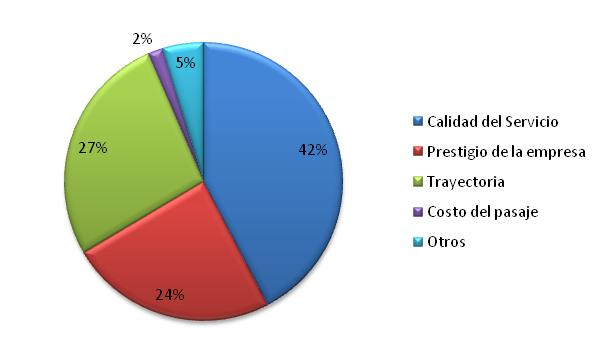 2%
5%
42%
27%
24%
Calidad del Servicio
Prestigio de la empresa
Trayectoria
Costo del pasaje
Otros